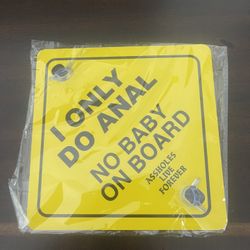 I ONLY
DO ANAL
NO BABY
ON BOARD
ASSHOLES
LIVE
FOREVER